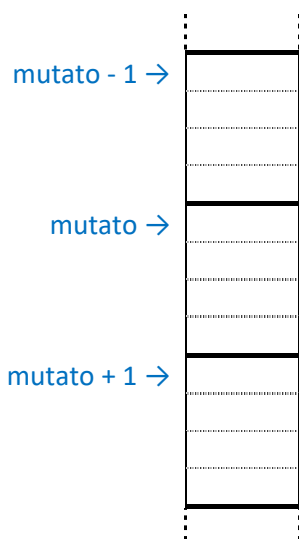 mutato - 1 →
mutato →
mutato + 1 →